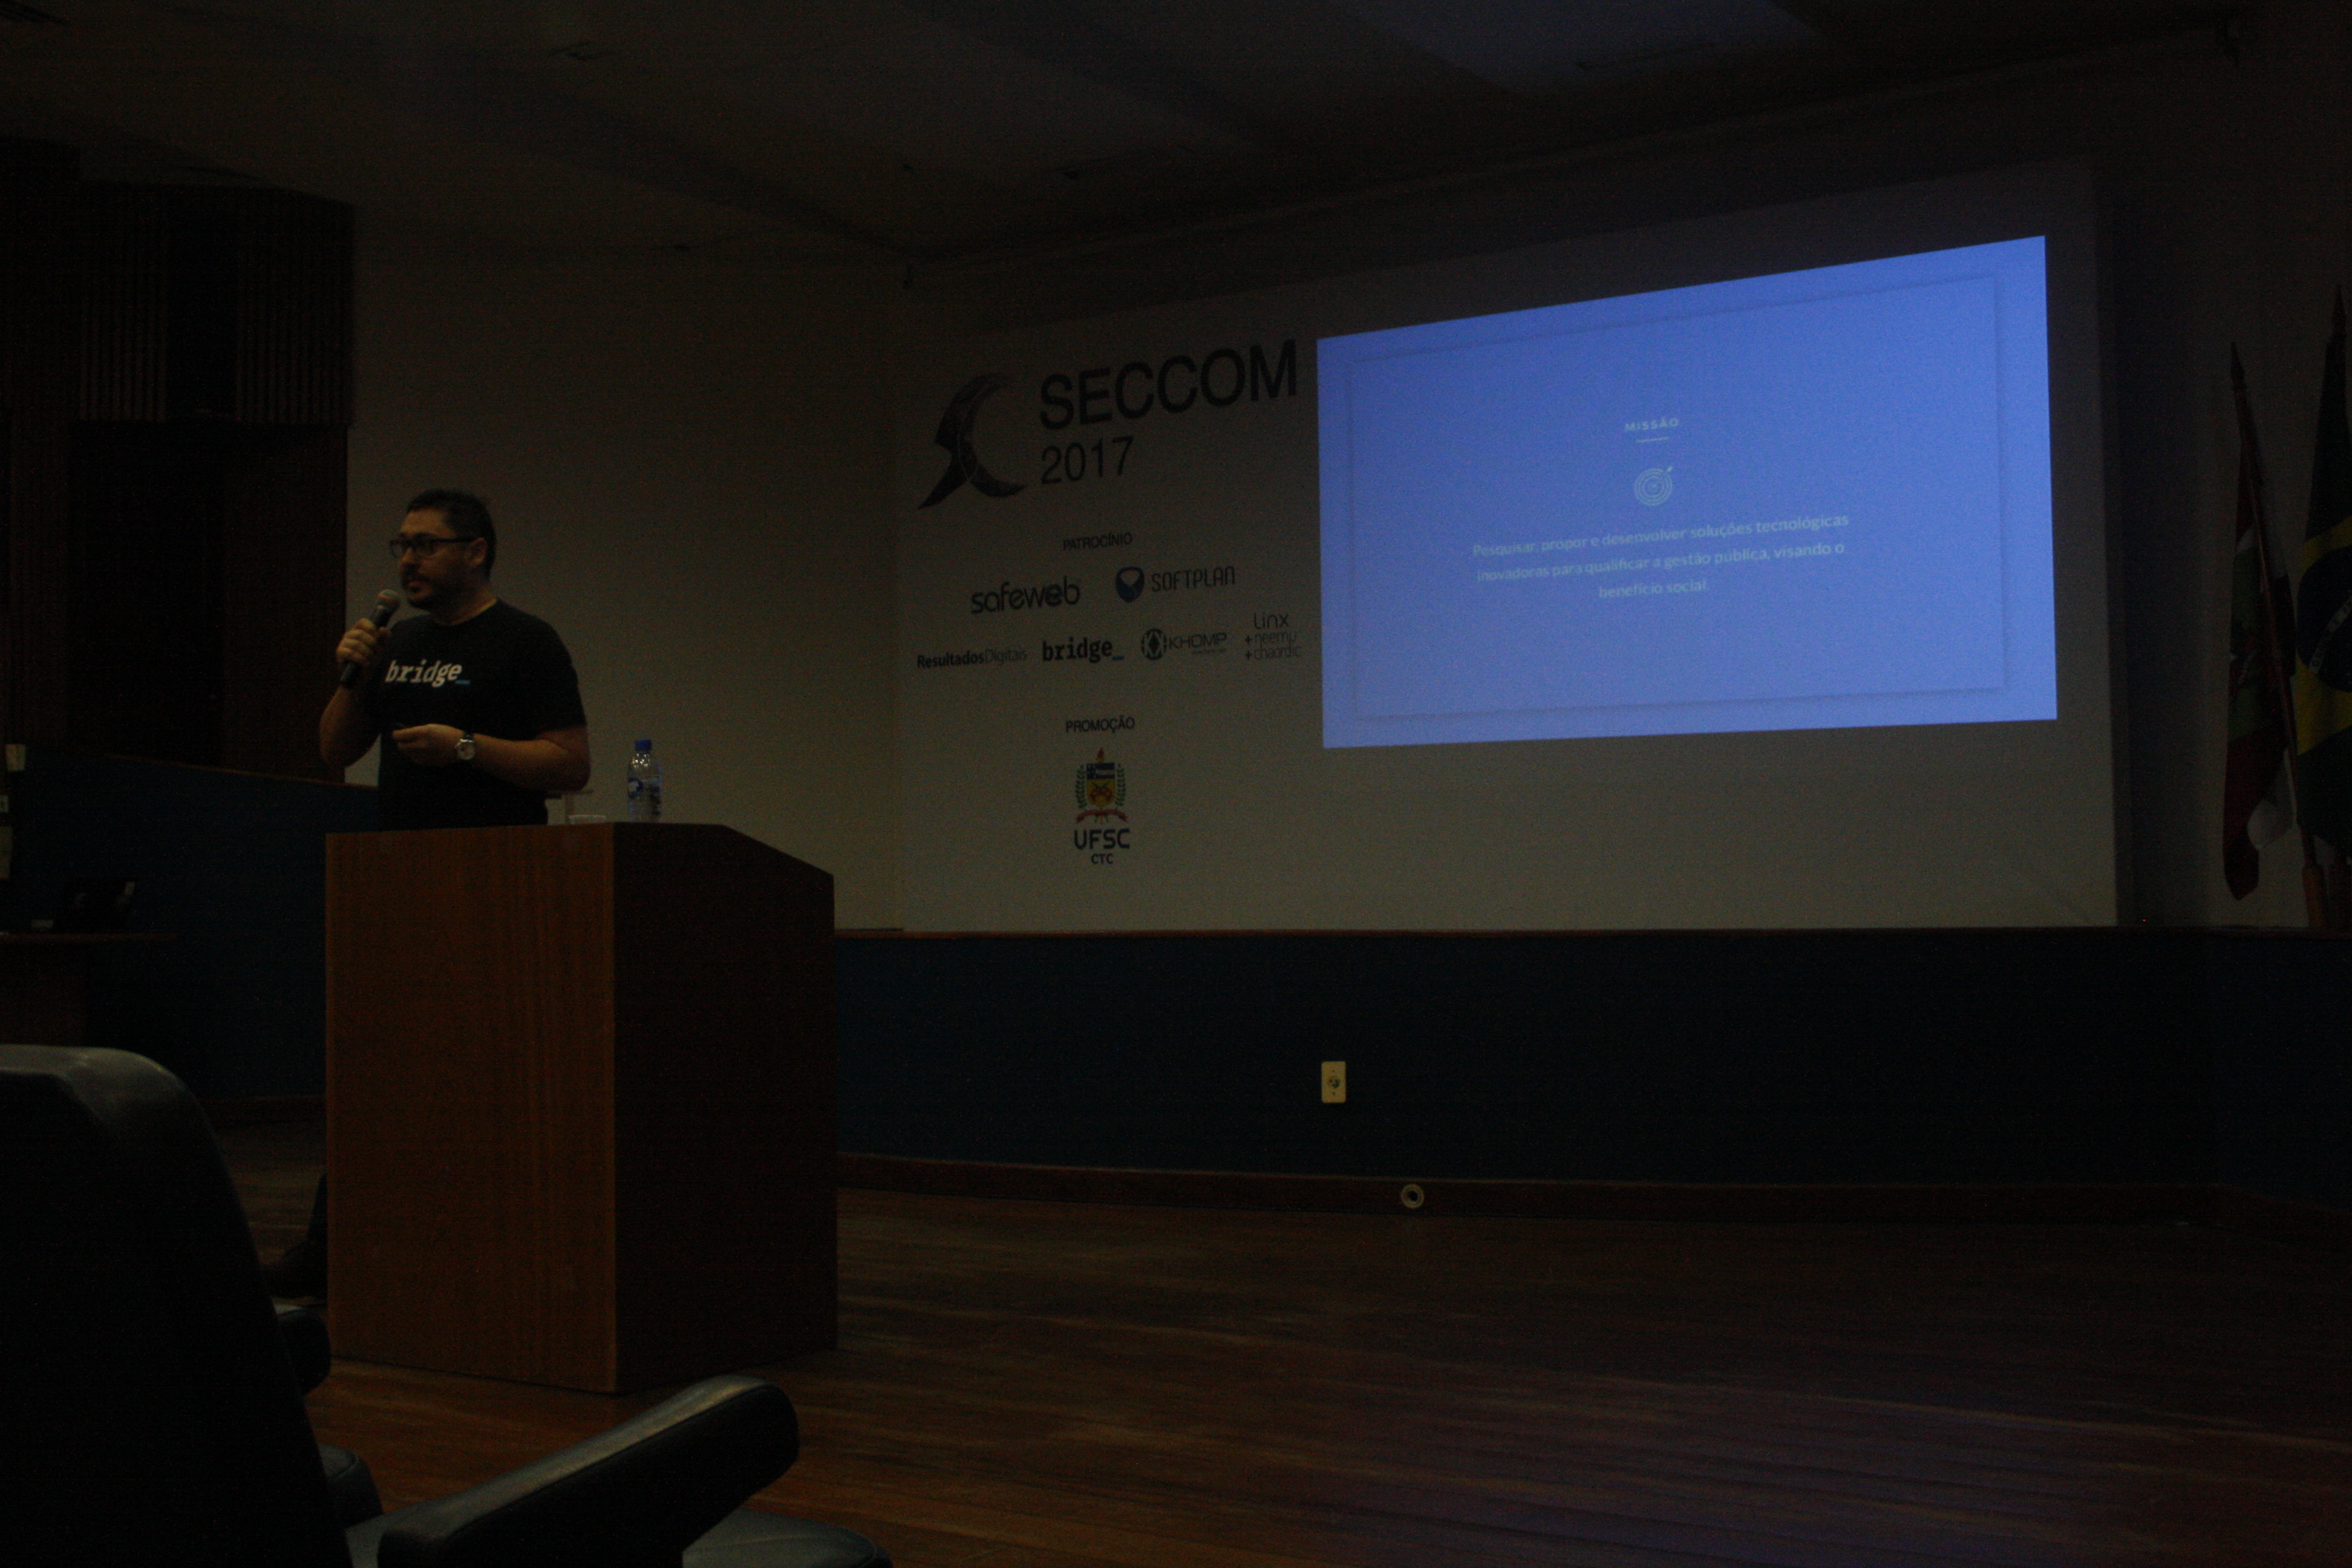 SECCOM
2017
PATROCÍNIO
safeweb
SOFTPLAN
ResultadosDigitais
bridge_
KHOMP
Linx
+neemu
+chaordic
PROMOÇÃO
UFSC
CTC
MISSÃO
Pesquisar, propor e desenvolver soluções tecnológicas
inovadoras para qualificar a gestão pública, visando o
benefício social.
bridge_